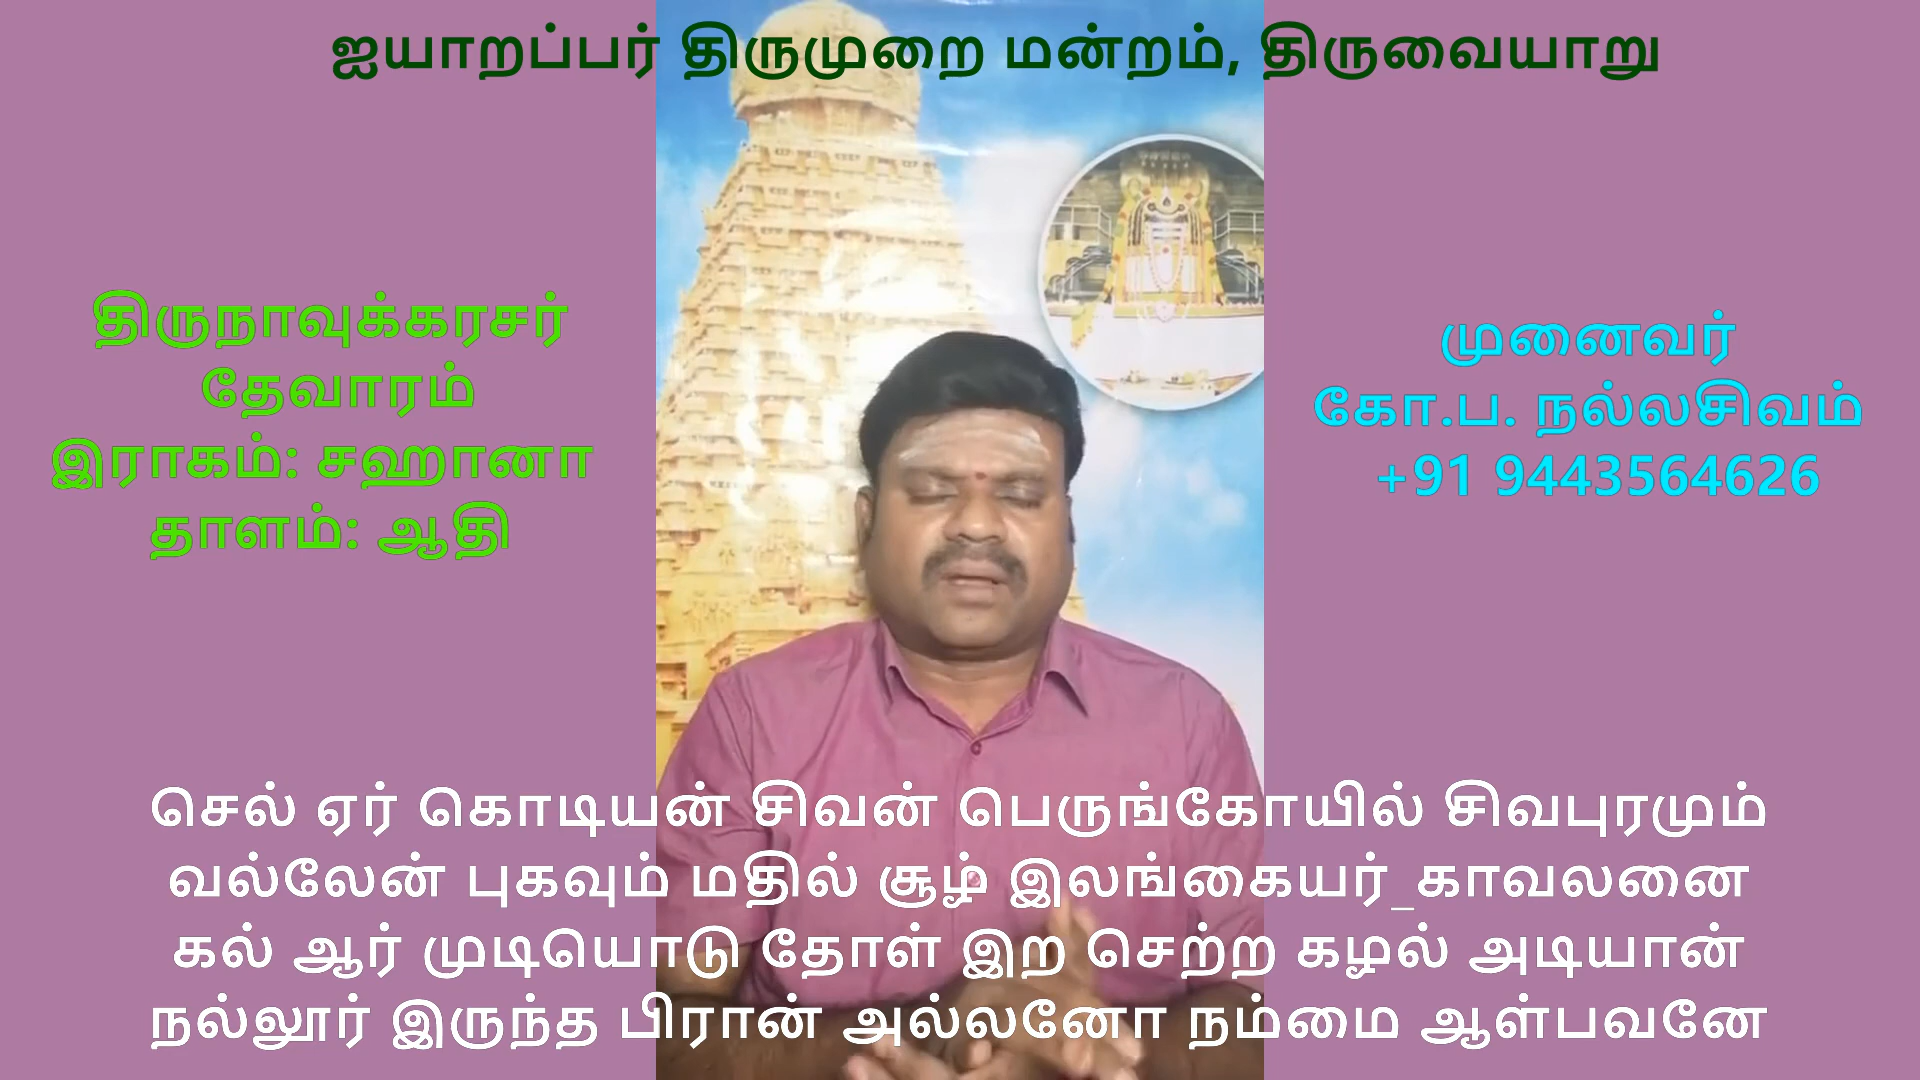 ஐயாறப்பர் திருமுறை மன்றம், திருவையாறு
திருநாவுக்கரசர்
தேவாரம்
இராகம்: சஹானா
தாளம்: ஆதி
முனைவர்
கோ.ப. நல்லசிவம்
+91 9443564626
செல் ஏர் கொடியன் சிவன் பெருங்கோயில் சிவபுரமும்
வல்லேன் புகவும் மதில் சூழ் இலங்கையர்_காவலனை
கல் ஆர் முடியொடு தோள் இற செற்ற கழல் அடியான்
நல்லூர் இருந்த பிரான் அல்லனோ நம்மை ஆள்பவனே